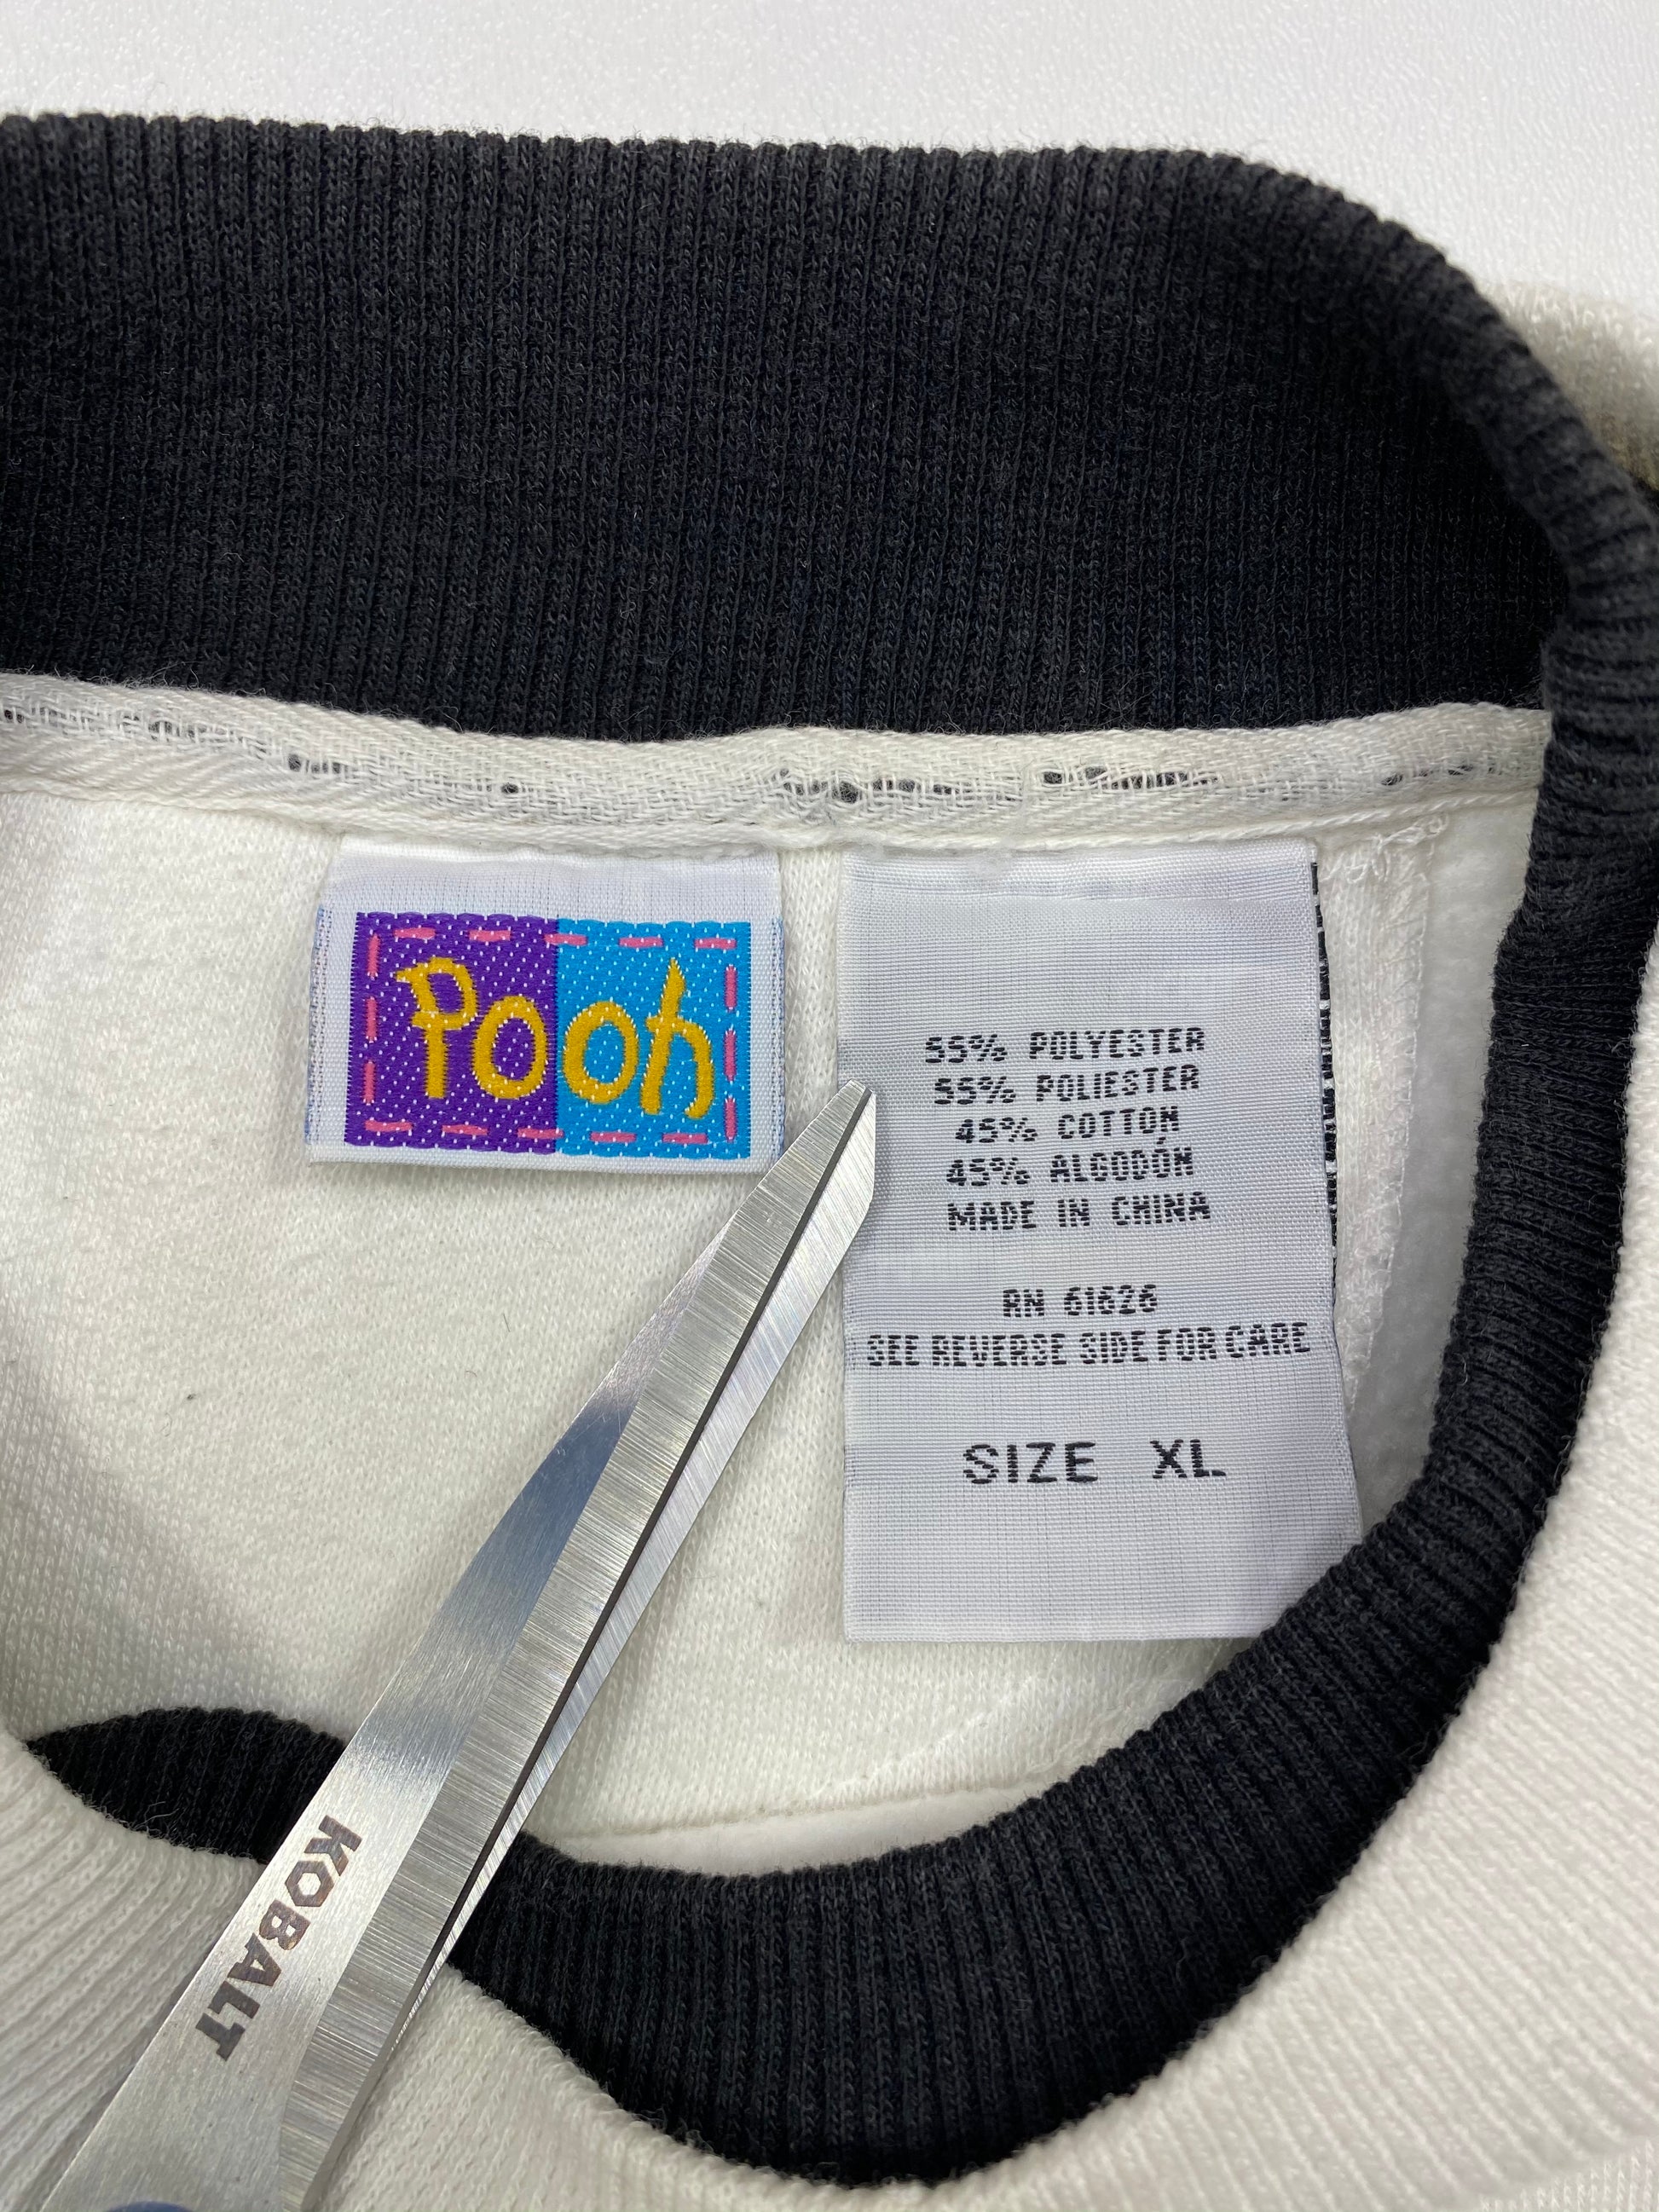 Pooh
55% POLYESTER
55% POLIESTER
45% COTTON
45% ALGODÓN
MADE IN CHINA
RN 61626
SEE REVERSE SIDE FOR CARE
SIZE XL
KOBALT